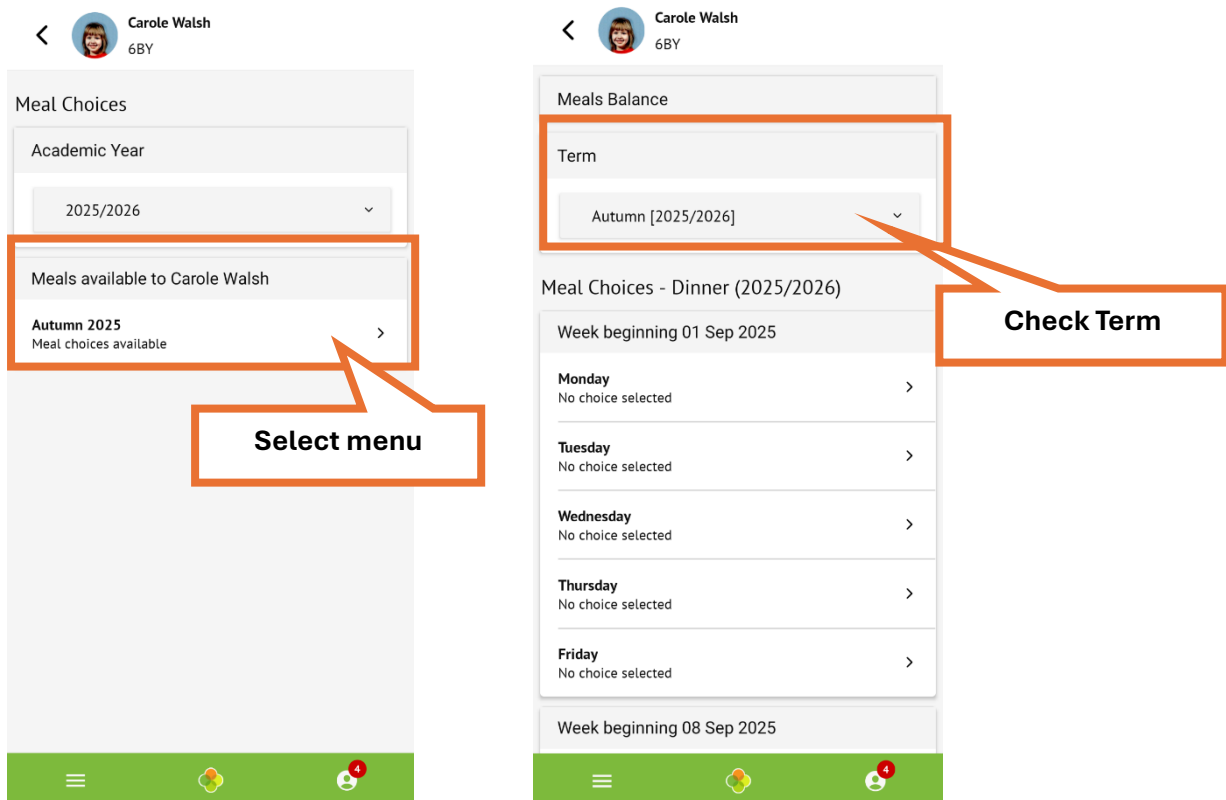 Carole Walsh
6BY
Meal Choices
Academic Year
2025/2026
Meals available to Carole Walsh
Autumn 2025
Meal choices available
Select menu
4
Carole Walsh
6BY
Meals Balance
Term
Autumn [2025/2026]
Check Term
Meal Choices - Dinner (2025/2026)
Week beginning 01 Sep 2025
Monday
No choice selected
Tuesday
No choice selected
Wednesday
No choice selected
Thursday
No choice selected
Friday
No choice selected
Week beginning 08 Sep 2025
4